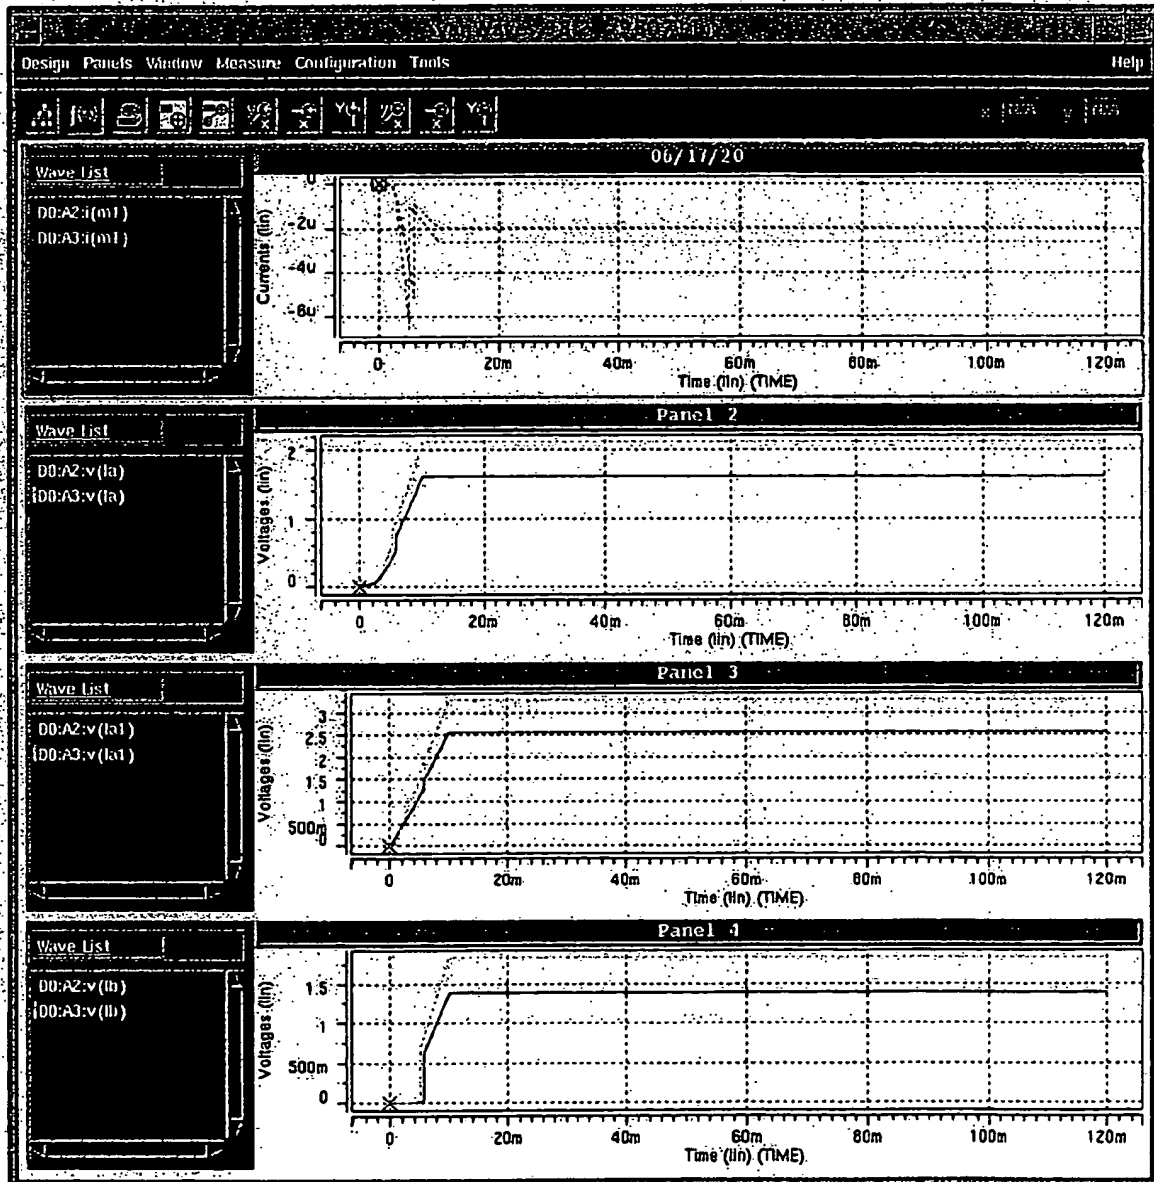 Design Panels Window Measure Configuration Tools Help
06/17/20
Wave List
D0:A2:i(m1)
D0:A3:i(m1)
Currents (lin)
0
-2u
-4u
-6u
0 20m 40m 60m 80m 100m 120m
Time (lin) (TIME)
Panel 2
Wave List
D0:A2:v(la)
D0:A3:v(la)
Voltages (lin)
2
1
0
0 20m 40m 60m 80m 100m 120m
Time (lin) (TIME)
Panel 3
Wave List
D0:A2:v(la1)
D0:A3:v(la1)
Voltages (lin)
3
2.5
2
1.5
1
500m
0
0 20m 40m 60m 80m 100m 120m
Time (lin) (TIME)
Panel 4
Wave List
D0:A2:v(lb)
D0:A3:v(lb)
Voltages (lin)
1.5
1
500m
0
0 20m 40m 60m 80m 100m 120m
Time (lin) (TIME)